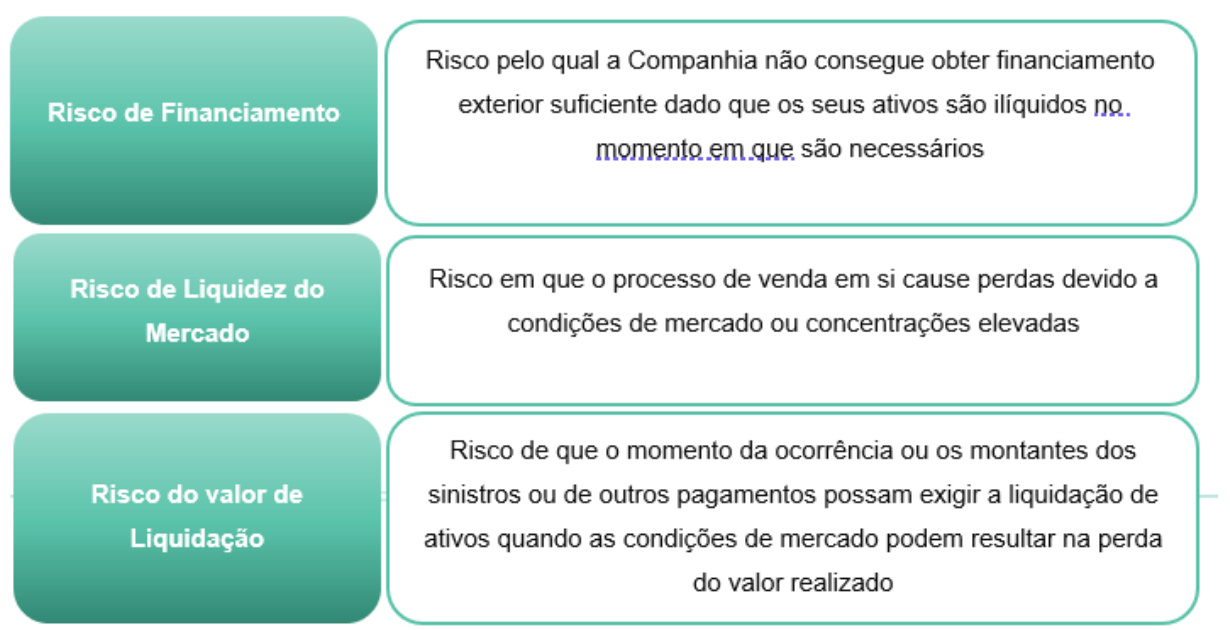 Risco de Financiamento
Risco pelo qual a Companhia não consegue obter financiamento
exterior suficiente dado que os seus ativos são ilíquidos no
momento em que são necessários
Risco de Liquidez do
Mercado
Risco em que o processo de venda em si cause perdas devido a
condições de mercado ou concentrações elevadas
Risco do valor de
Liquidação
Risco de que o momento da ocorrência ou os montantes dos
sinistros ou de outros pagamentos possam exigir a liquidação de
ativos quando as condições de mercado podem resultar na perda
do valor realizado